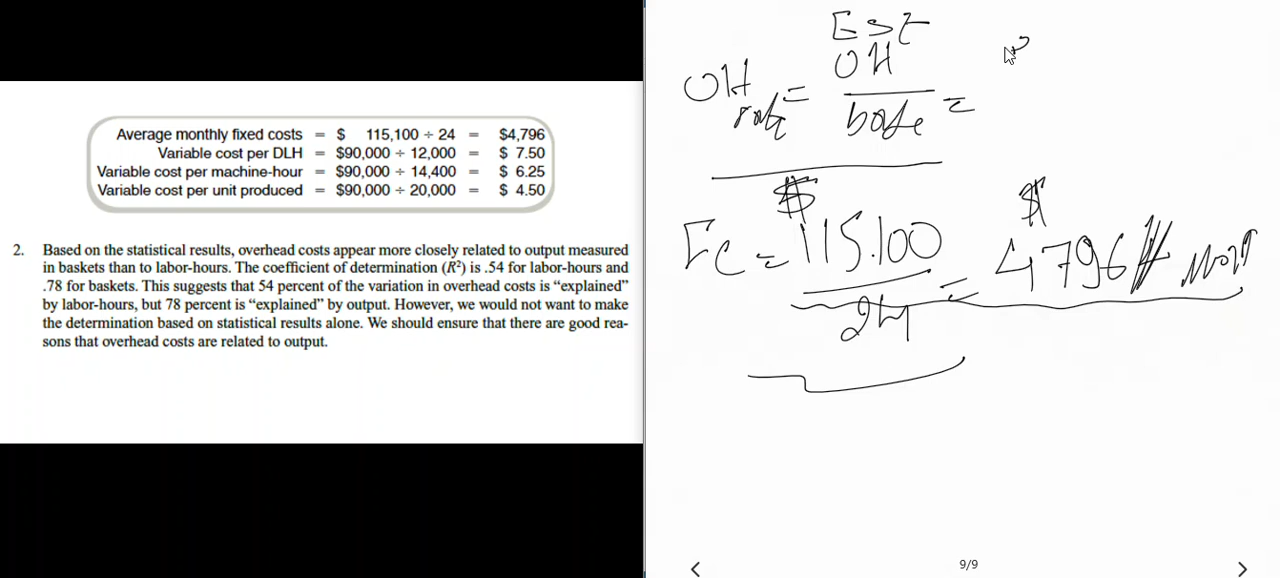 Average monthly fixed costs = $ 115,100 ÷ 24 = $4,796
Variable cost per DLH = $90,000 ÷ 12,000 = $ 7.50
Variable cost per machine-hour = $90,000 ÷ 14,400 = $ 6.25
Variable cost per unit produced = $90,000 ÷ 20,000 = $ 4.50
2. Based on the statistical results, overhead costs appear more closely related to output measured
in baskets than to labor-hours. The coefficient of determination (R²) is .54 for labor-hours and
.78 for baskets. This suggests that 54 percent of the variation in overhead costs is “explained”
by labor-hours, but 78 percent is “explained” by output. However, we would not want to make
the determination based on statistical results alone. We should ensure that there are good rea-
sons that overhead costs are related to output.
Est
OH
OH rate = base =
$ $
FC = 115.100 = 4796 / Mon
24
9/9